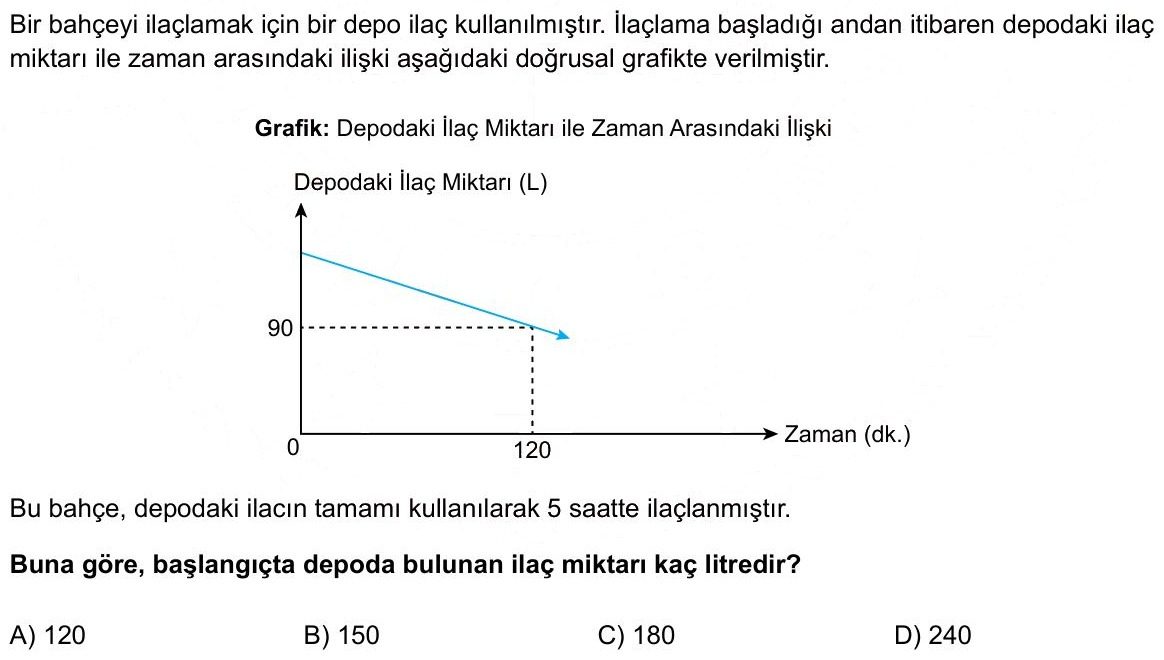 Bir bahçeyi ilaçlamak için bir depo ilaç kullanılmıştır. İlaçlama başladığı andan itibaren depodaki ilaç
miktarı ile zaman arasındaki ilişki aşağıdaki doğrusal grafikte verilmiştir.
Grafik: Depodaki İlaç Miktarı ile Zaman Arasındaki İlişki
Depodaki İlaç Miktarı (L)
90
0
120
Zaman (dk.)
Bu bahçe, depodaki ilacın tamamı kullanılarak 5 saatte ilaçlanmıştır.
Buna göre, başlangıçta depoda bulunan ilaç miktarı kaç litredir?
A) 120 B) 150 C) 180 D) 240